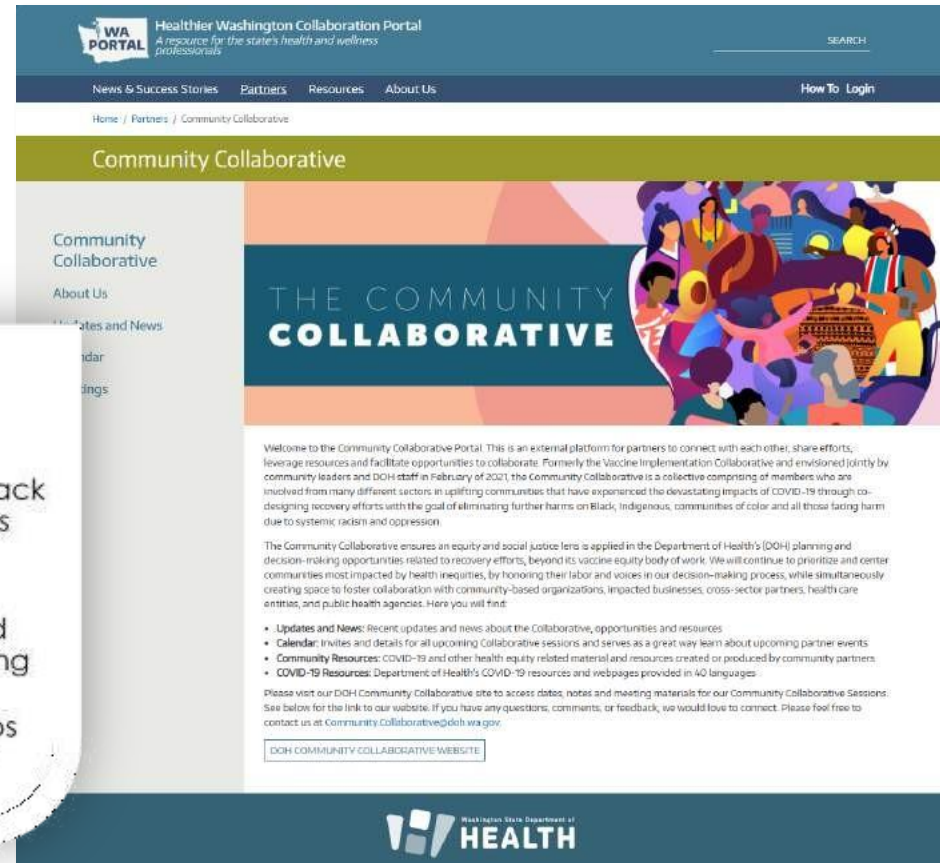 WA
PORTAL
Healthier Washington Collaboration Portal
A resource for the state's health and wellness
professionals
SEARCH
News & Success Stories Partners Resources About Us How To Login
Home / Partners / Community Collaborative
Community Collaborative
Community
Collaborative
About Us
and News
THE COMMUNITY
COLLABORATIVE
Welcome to the Community Collaborative Portal. This is an external platform for partners to connect with each other, share efforts,
leverage resources and facilitate opportunities to collaborate. Formerly the Vaccine Implementation Collaborative and envisioned jointly by
community leaders and DOH staff in February of 2021, the Community Collaborative is a collective comprising of members who are
involved from many different sectors in uplifting communities that have experienced the devastating impacts of COVID-19 through co-
designing recovery efforts with the goal of eliminating further harms on Black, Indigenous, communities of color and all those facing harm
due to systemic racism and oppression.
The Community Collaborative ensures an equity and social justice lens is applied in the Department of Health's (DOH) planning and
decision-making opportunities related to recovery efforts, beyond its vaccine equity body of work. We will continue to prioritize and center
communities most impacted by health inequities, by honoring their labor and voices in our decision-making process, while simultaneously
creating space to foster collaboration with community-based organizations, impacted businesses, cross-sector partners, health care
entities, and public health agencies. Here you will find:
• Updates and News: Recent updates and news about the Collaborative, opportunities and resources
• Calendar: Invites and details for all upcoming Collaborative sessions and serves as a great way learn about upcoming partner events
• Community Resources: COVID-19 and other health equity related material and resources created or produced by community partners
• COVID-19 Resources: Department of Health's COVID-19 resources and webpages provided in 40 languages
Please visit our DOH Community Collaborative site to access dates, notes and meeting materials for our Community Collaborative Sessions.
See below for the link to our website. If you have any questions, comments, or feedback, we would love to connect. Please feel free to
contact us at Community.Collaborative@doh.wa.gov.
DOH COMMUNITY COLLABORATIVE WEBSITE
Washington State Department of
HEALTH